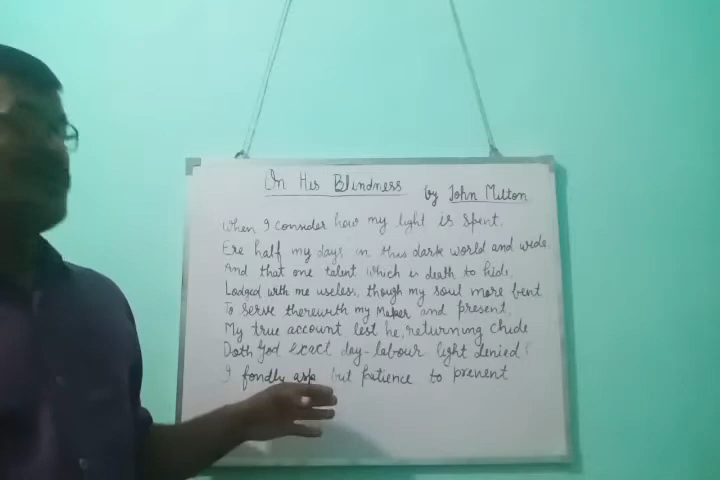 On His Blindness
by John Milton
When I consider how my light is spent.
Ere half my days in this dark world and wide.
And that one talent which is death to hide,
Lodged with me useless, though my soul more bent
To serve therewith my Maker and present,
My true account lest he, returning chide
Doth God exact day-labour light denied?
I fondly ask but patience to prevent